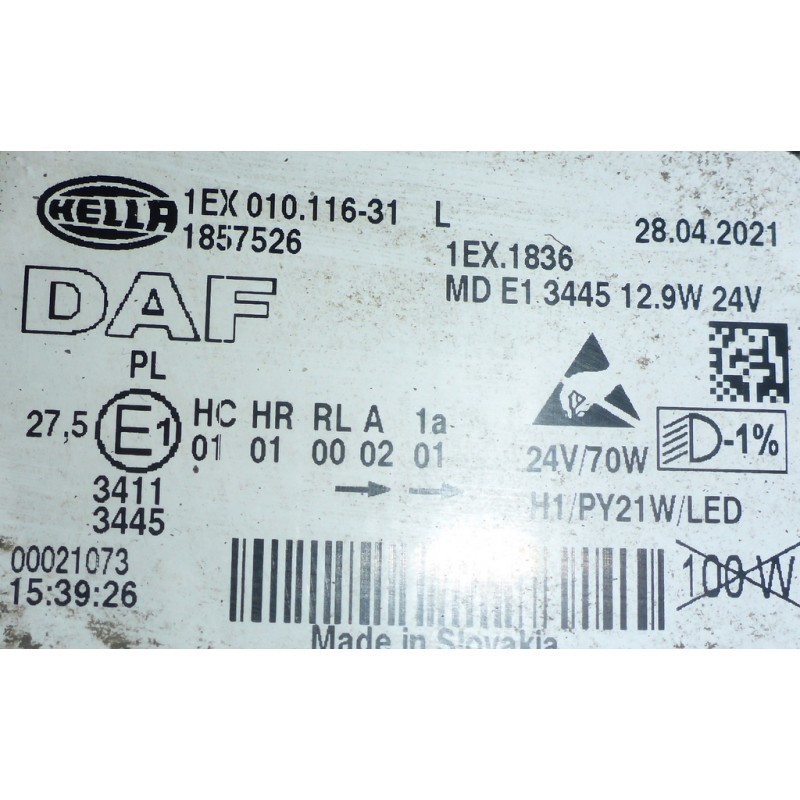 HELLA 1EX 010.116-31 L 28.04.2021
1857526 1EX.1836
DAF MD E1 3445 12.9W 24V
PL
27,5 E1 HC HR RL A 1a
01 01 00 02 01
24V/70W -1%
3411
3445 H1/PY21W/LED
00021073 100 W
15:39:26
Made in Slovakia